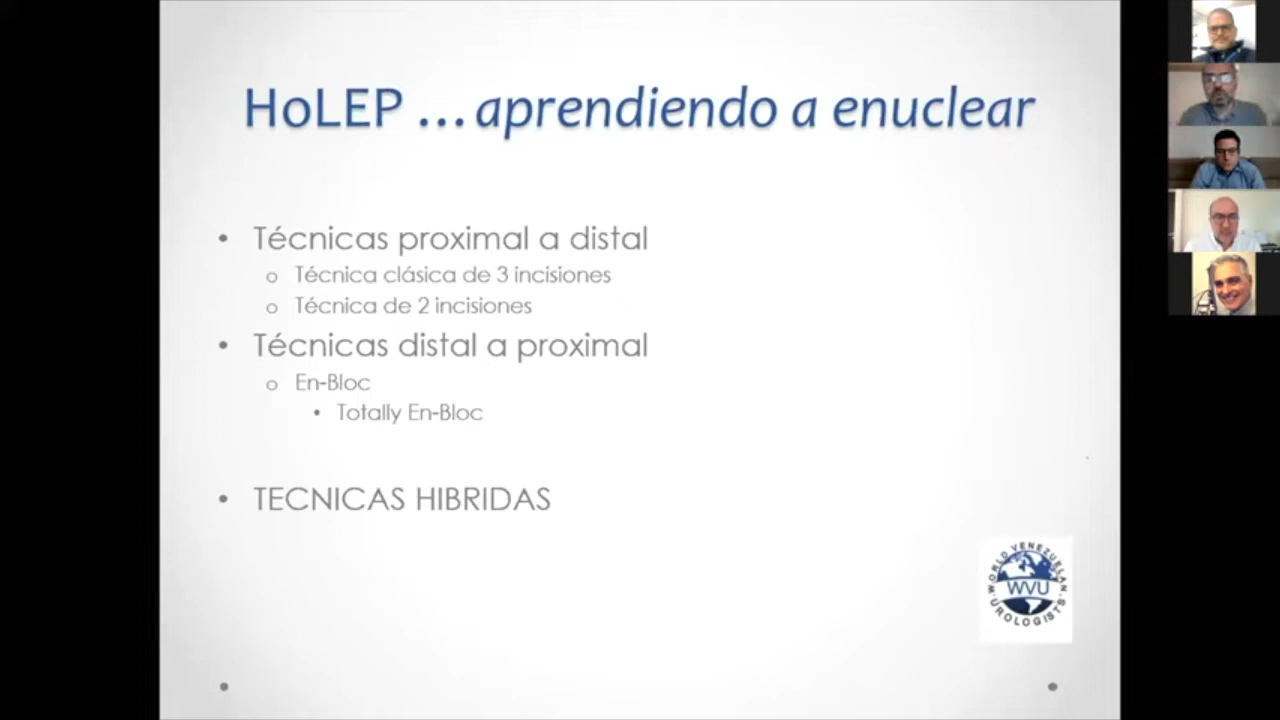 HoLEP ...aprendiendo a enuclear
• Técnicas proximal a distal
o Técnica clásica de 3 incisiones
o Técnica de 2 incisiones
• Técnicas distal a proximal
o En-Bloc
• Totally En-Bloc
• TECNICAS HIBRIDAS
WORLD VENEZUELAN
WVU
UROLOGISTS